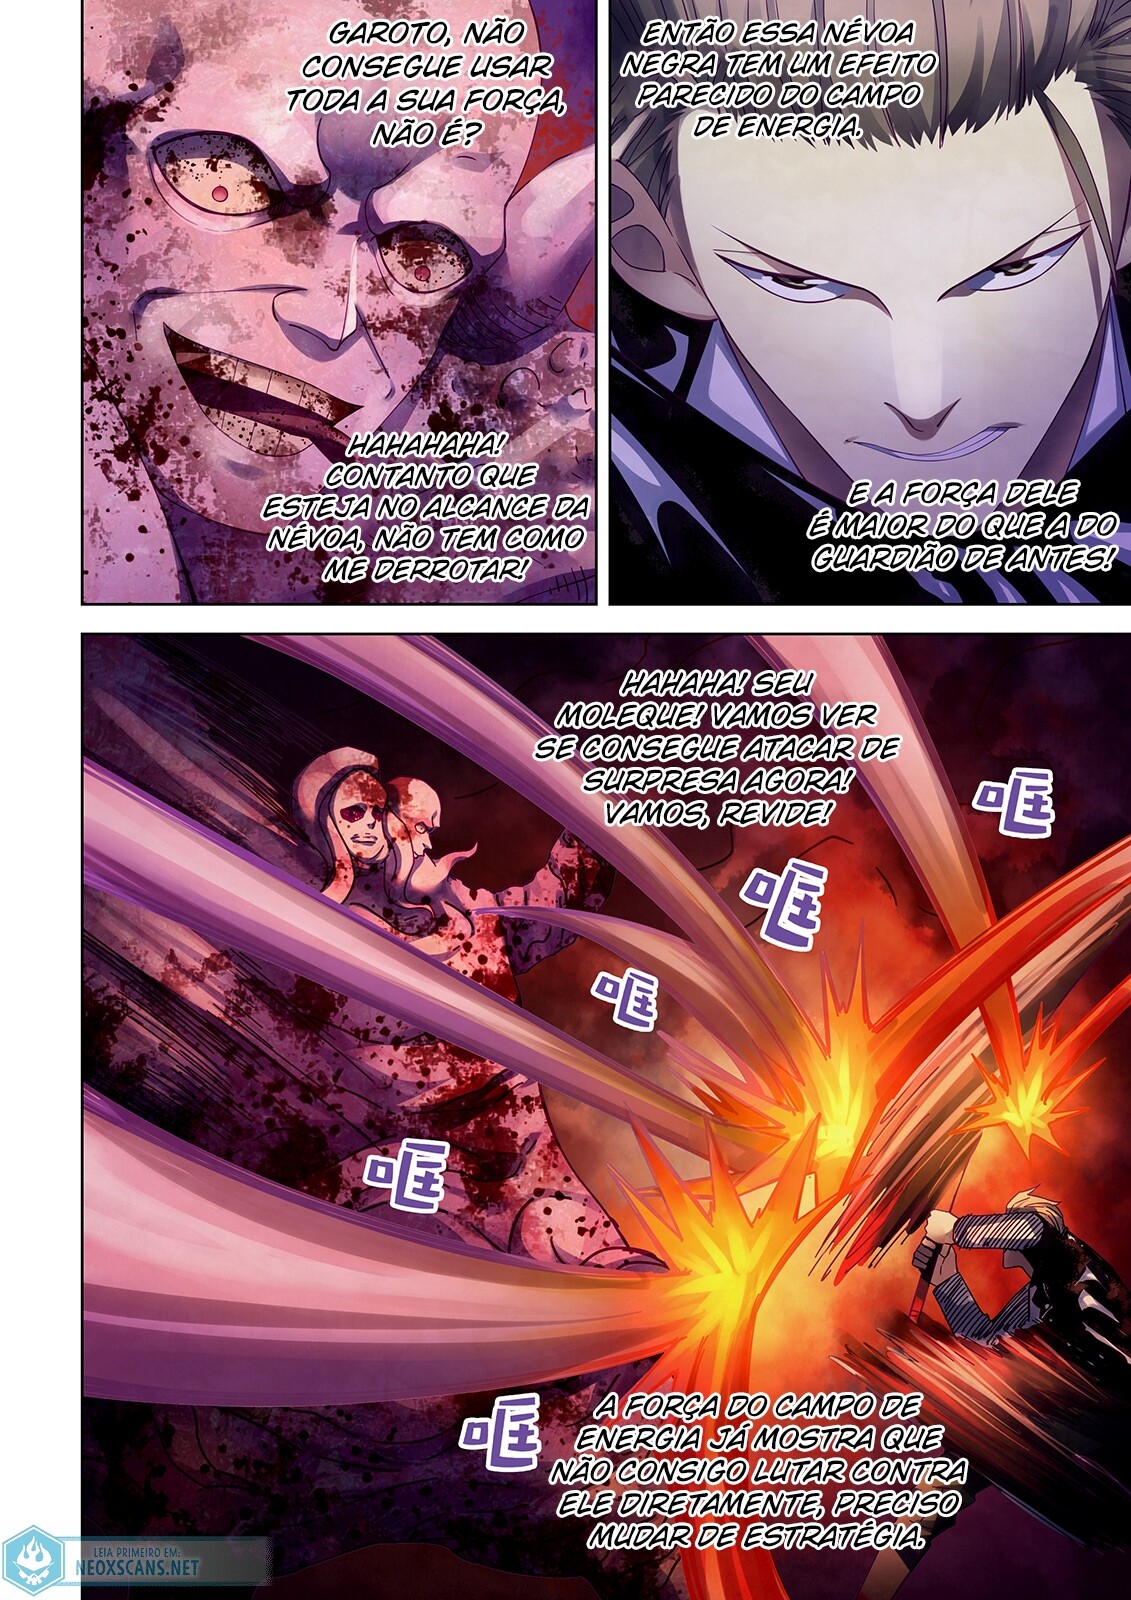 GAROTO, NÃO
CONSEGUE USAR
TODA A SUA FORÇA,
NÃO É?
HAHAHAHA!
CONTANTO QUE
ESTEJA NO ALCANCE DA
NÉVOA, NÃO TEM COMO
ME DERROTAR!
ENTÃO ESSA NÉVOA
NEGRA TEM UM EFEITO
PARECIDO DO CAMPO
DE ENERGIA.
E A FORÇA DELE
É MAIOR DO QUE A DO
GUARDIÃO DE ANTES!
HAHAHA! SEU
MOLEQUE! VAMOS VER
SE CONSEGUE ATACAR DE
SURPRESA AGORA!
VAMOS, REVIDE!
哐
哐
哐
哐
哐
A FORÇA DO CAMPO DE
ENERGIA JÁ MOSTRA QUE
NÃO CONSIGO LUTAR CONTRA
ELE DIRETAMENTE, PRECISO
MUDAR DE ESTRATÉGIA.
LEIA PRIMEIRO EM:
NEOXSCANS.NET